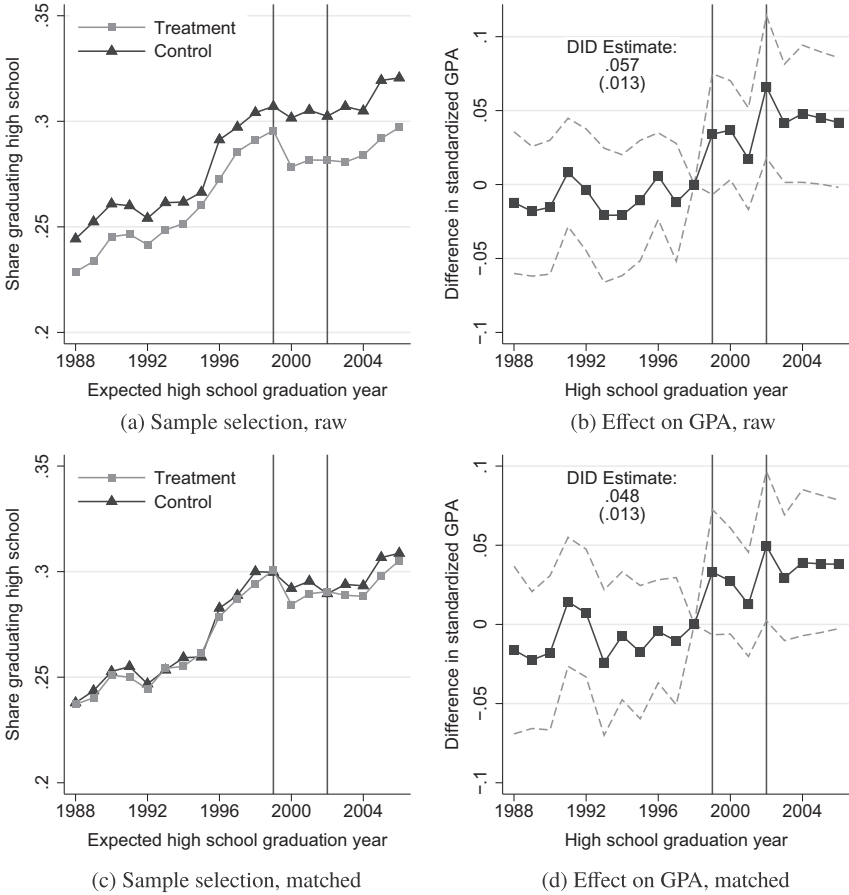 .35
.3
.25
.2
Share graduating high school
Treatment
Control
1988 1992 1996 2000 2004
Expected high school graduation year
(a) Sample selection, raw
.1
.05
0
−.05
−.1
Difference in standardized GPA
DID Estimate:
.057
(.013)
1988 1992 1996 2000 2004
High school graduation year
(b) Effect on GPA, raw
.35
.3
.25
.2
Share graduating high school
Treatment
Control
1988 1992 1996 2000 2004
Expected high school graduation year
(c) Sample selection, matched
.1
.05
0
−.05
−.1
Difference in standardized GPA
DID Estimate:
.048
(.013)
1988 1992 1996 2000 2004
High school graduation year
(d) Effect on GPA, matched